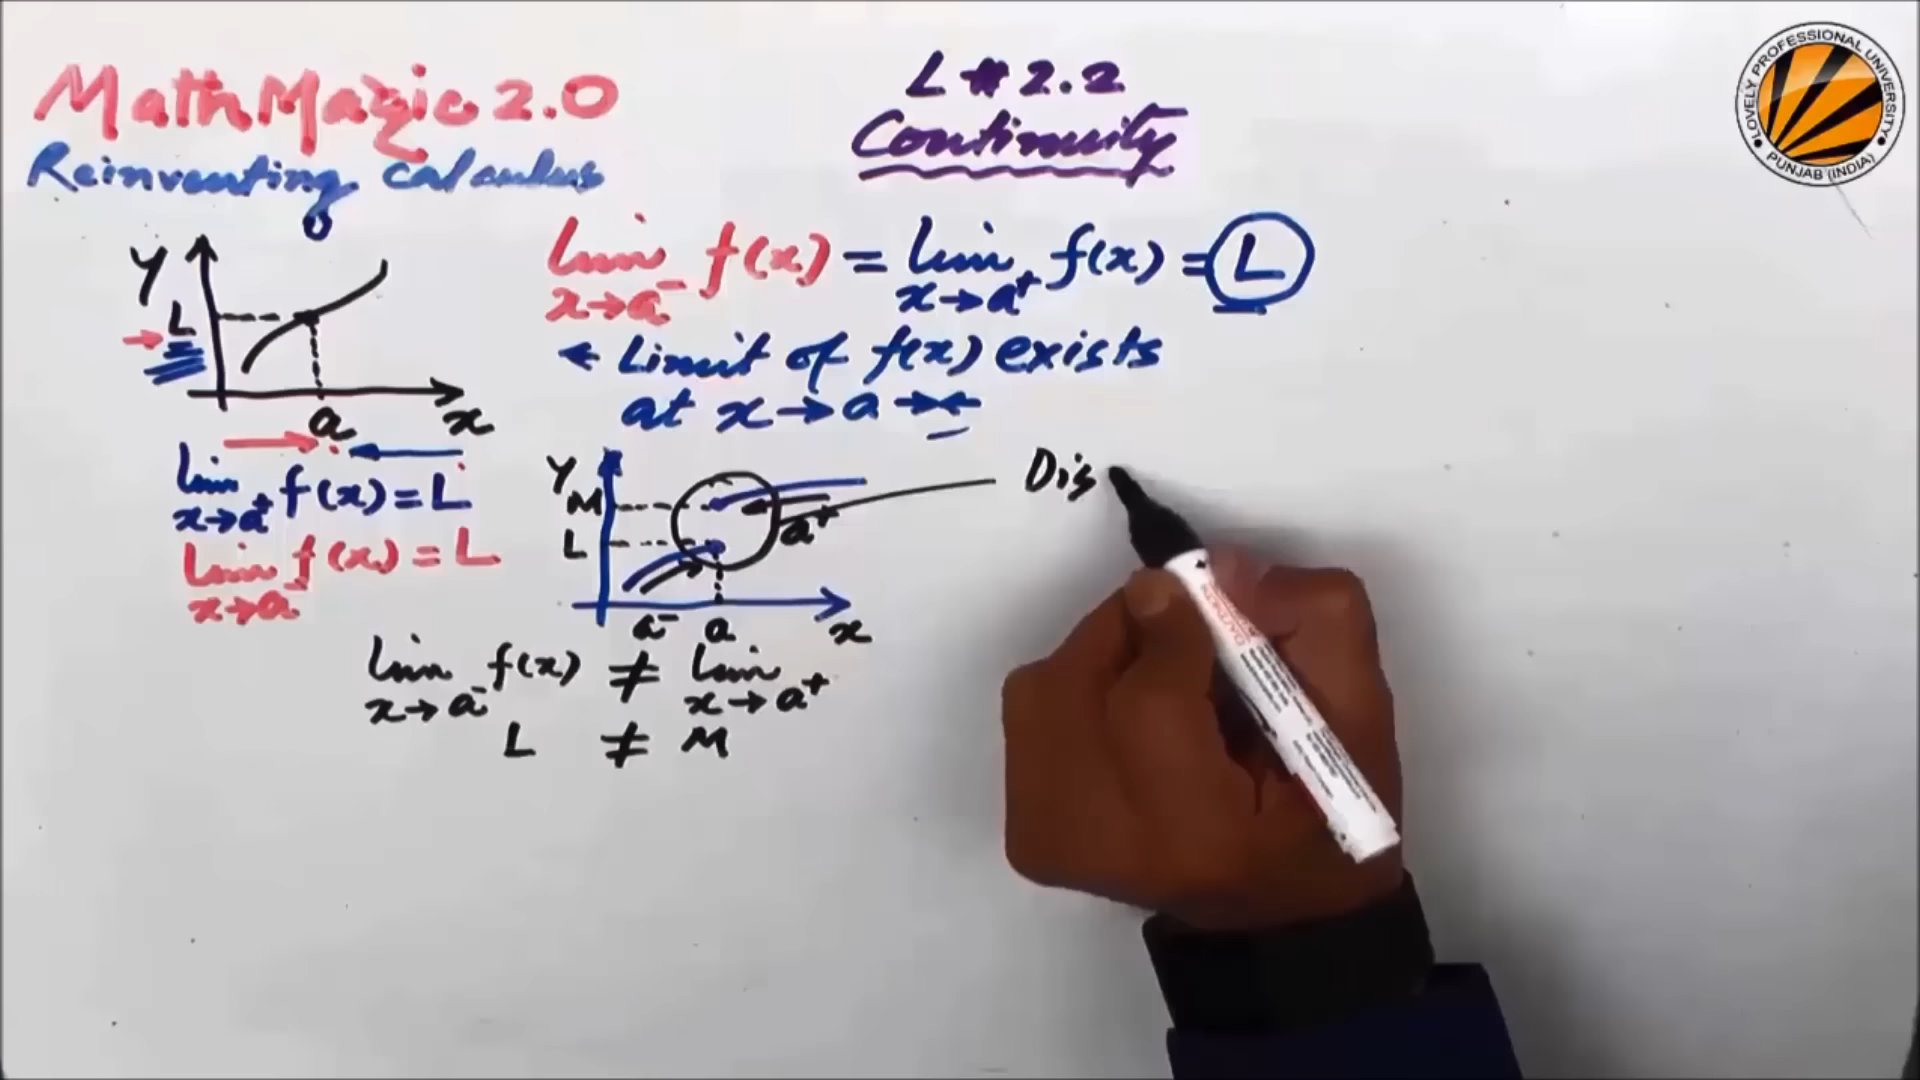 MathMagic 2.0
Reinventing calculus
L # 2.2
Continuity
LOVELY PROFESSIONAL UNIVERSITY
PUNJAB (INDIA)
Y
L
a
x
lim x→a⁺ f(x) = L
lim x→a⁻ f(x) = L
lim x→a⁻ f(x) = lim x→a⁺ f(x) = L
← Limit of f(x) exists
at x → a →←
Y
M
L
a⁺
a⁻ a x
Dis
lim x→a⁻ f(x) ≠ lim x→a⁺
L ≠ M